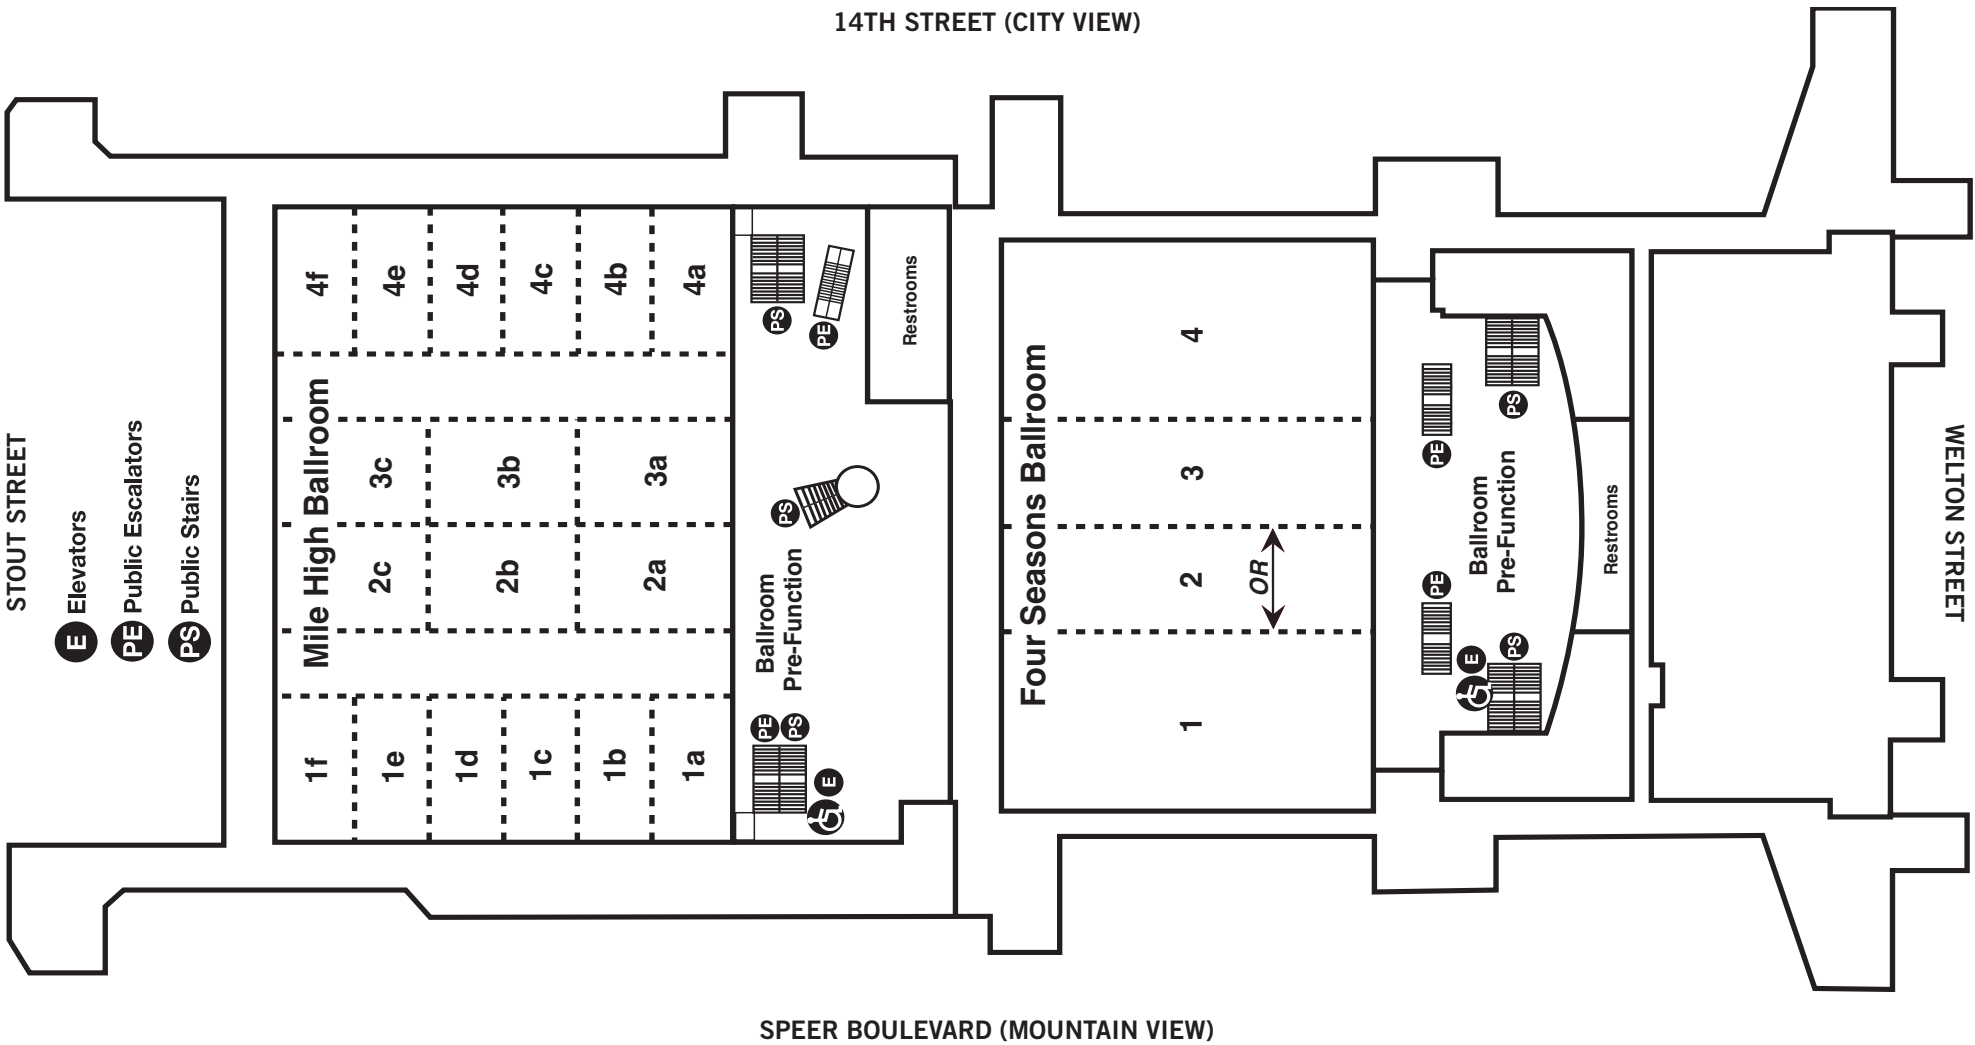 14TH STREET (CITY VIEW)
STOUT STREET
E Elevators
PE Public Escalators
PS Public Stairs
Mile High Ballroom
4f
4e
4d
4c
4b
4a
3c
3b
3a
2c
2b
2a
1f
1e
1d
1c
1b
1a
PS
PE
Restrooms
PS
Ballroom
Pre-Function
PE
PS
E
Four Seasons Ballroom
4
3
2
OR
1
PS
PE
Ballroom
Pre-Function
Restrooms
PE
PS
E
WELTON STREET
SPEER BOULEVARD (MOUNTAIN VIEW)